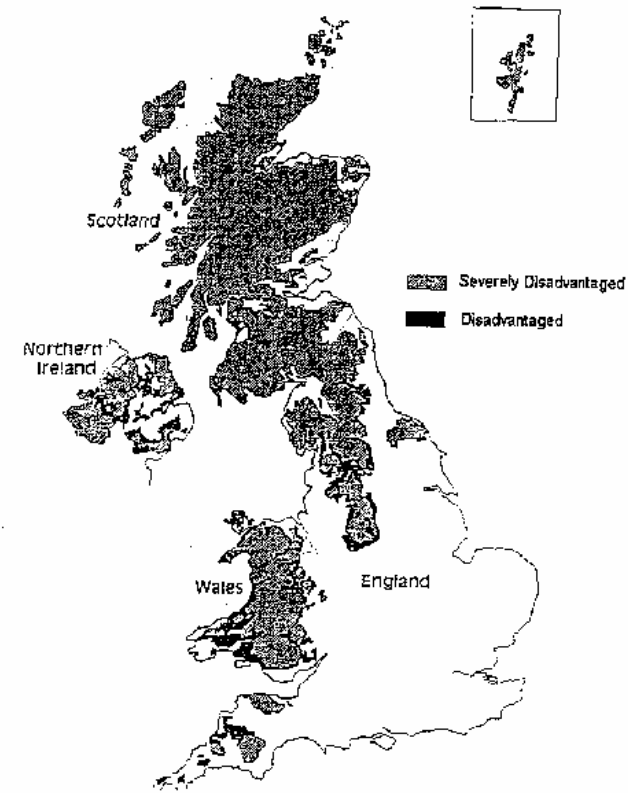 Scotland
Severely Disadvantaged
Disadvantaged
Northern
Ireland
Wales
England